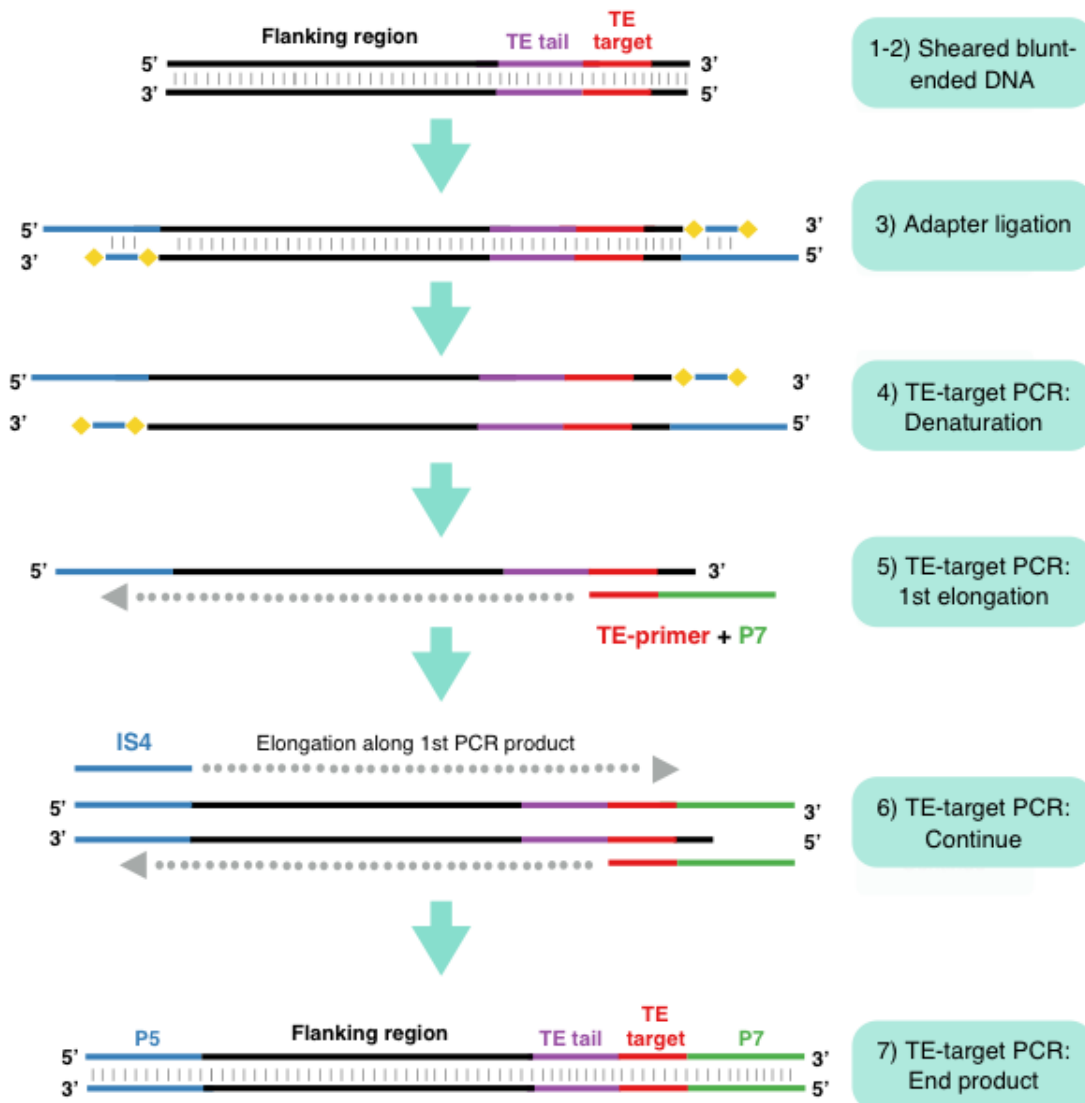 Flanking region
TE tail
TE
target
5’
3’
3’
5’
1-2) Sheared blunt-
ended DNA
5’
3’
3’
5’
3) Adapter ligation
5’
3’
3’
5’
4) TE-target PCR:
Denaturation
5’
3’
TE-primer + P7
5) TE-target PCR:
1st elongation
IS4
Elongation along 1st PCR product
5’
3’
3’
5’
6) TE-target PCR:
Continue
P5
Flanking region
TE tail
TE
target
P7
5’
3’
3’
5’
7) TE-target PCR:
End product